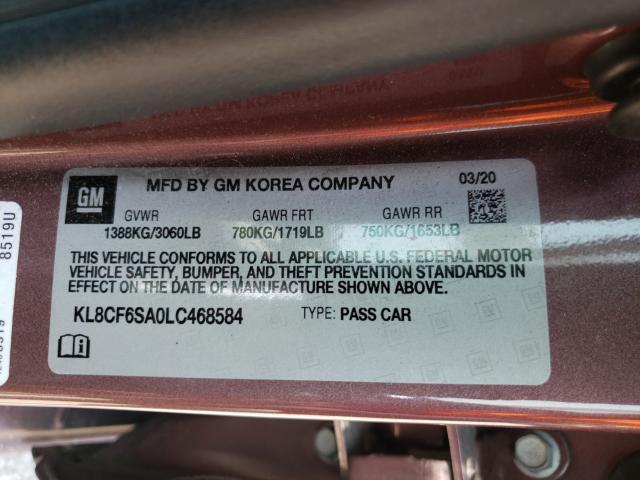 GM
MFD BY GM KOREA COMPANY
03/20
GVWR GAWR FRT GAWR RR
1388KG/3060LB 780KG/1719LB 750KG/1653LB
THIS VEHICLE CONFORMS TO ALL APPLICABLE U.S. FEDERAL MOTOR
VEHICLE SAFETY, BUMPER, AND THEFT PREVENTION STANDARDS IN
EFFECT ON THE DATE OF MANUFACTURE SHOWN ABOVE.
KL8CF6SA0LC468584 TYPE: PASS CAR
8519U